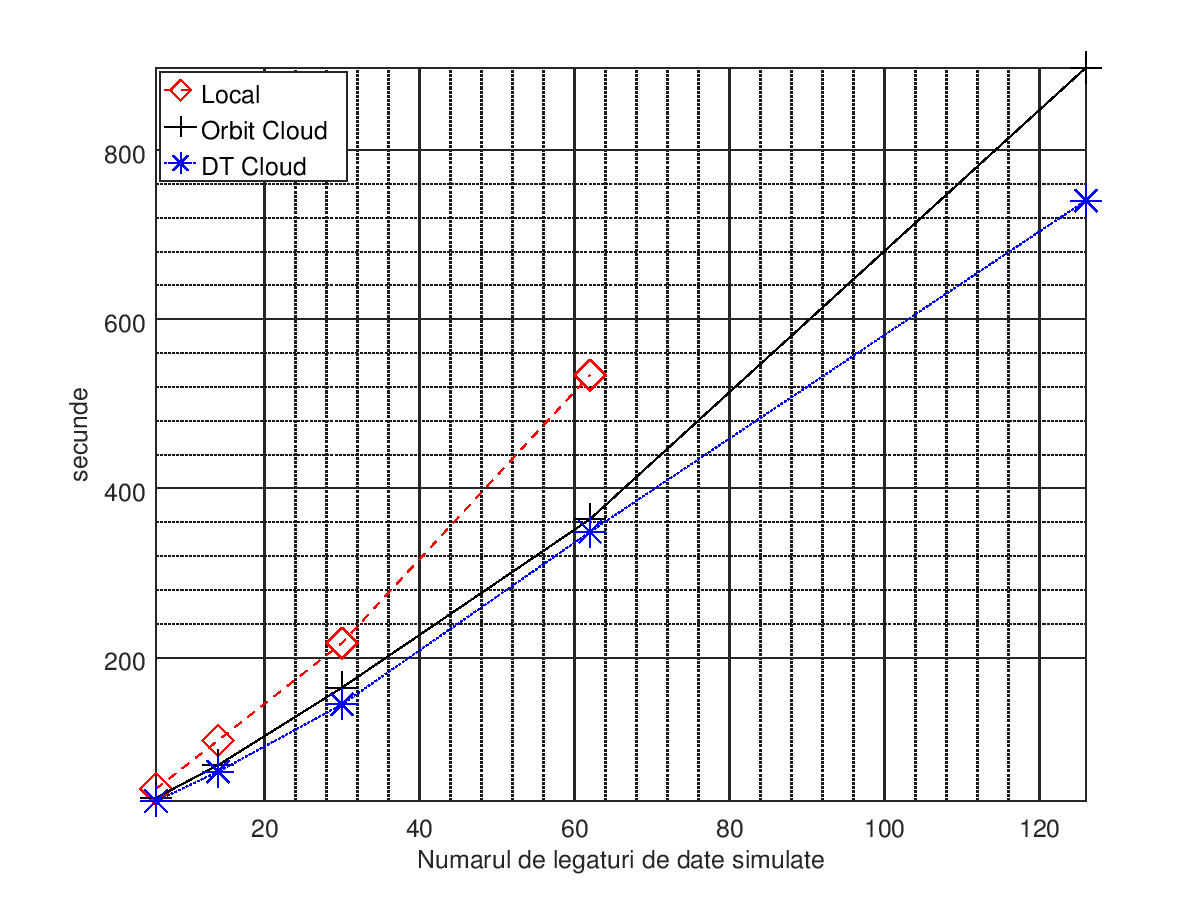 Local
Orbit Cloud
DT Cloud
800
600
400
200
secunde
20 40 60 80 100 120
Numarul de legaturi de date simulate